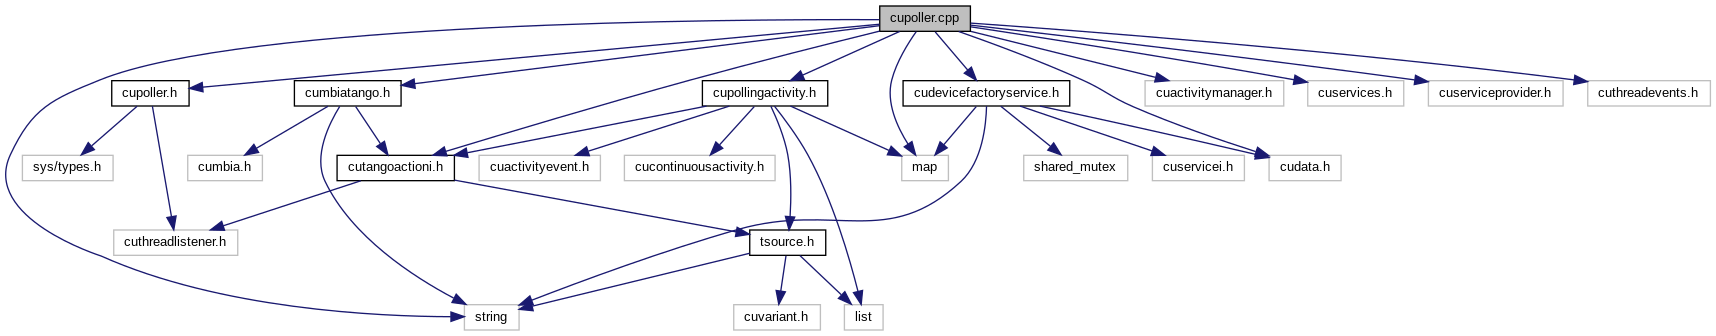 cupoller.cpp
cupoller.h
cumbiatango.h
cupollingactivity.h
cudevicefactoryservice.h
cuactivitymanager.h
cuservices.h
cuserviceprovider.h
cuthreadevents.h
sys/types.h
cumbia.h
cutangoactioni.h
cuactivityevent.h
cucontinuousactivity.h
map
shared_mutex
cuservicei.h
cudata.h
cuthreadlistener.h
tsource.h
string
cuvariant.h
list